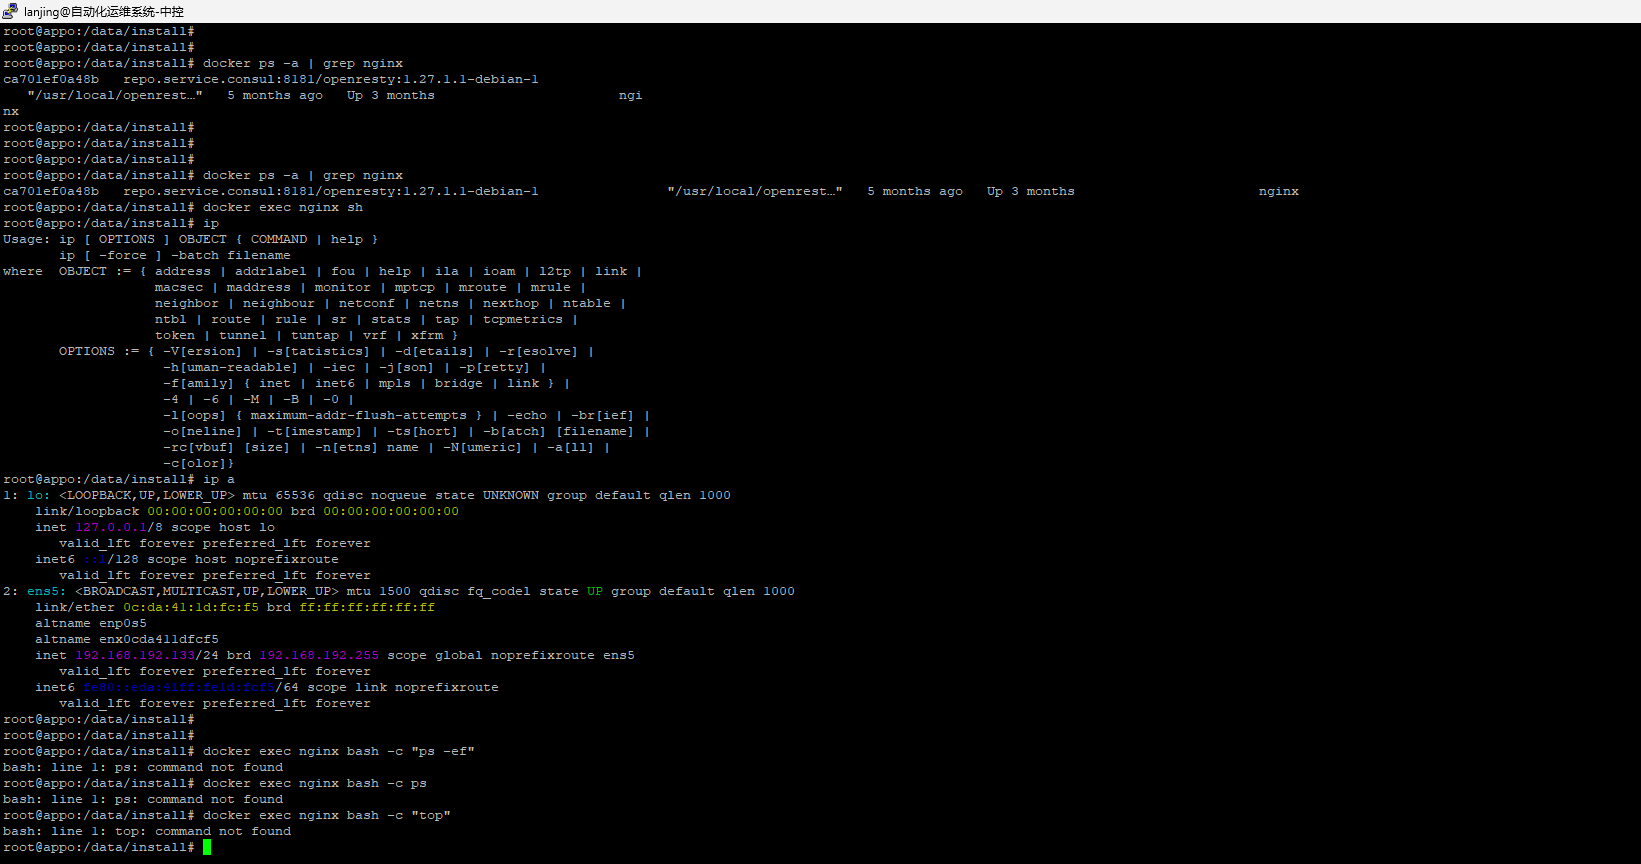 lanjing@自动化运维系统-中控
root@appo:/data/install#
root@appo:/data/install#
root@appo:/data/install# docker ps -a | grep nginx
ca701ef0a48b   repo.service.consul:8181/openresty:1.27.1.1-debian-1
   "/usr/local/openrest…"   5 months ago   Up 3 months                       ngi
nx
root@appo:/data/install#
root@appo:/data/install#
root@appo:/data/install#
root@appo:/data/install# docker ps -a | grep nginx
ca701ef0a48b   repo.service.consul:8181/openresty:1.27.1.1-debian-1                "/usr/local/openrest…"   5 months ago   Up 3 months                       nginx
root@appo:/data/install# docker exec nginx sh
root@appo:/data/install# ip
Usage: ip [ OPTIONS ] OBJECT { COMMAND | help }
       ip [ -force ] -batch filename
where  OBJECT := { address | addrlabel | fou | help | ila | ioam | l2tp | link |
                   macsec | maddress | monitor | mptcp | mroute | mrule |
                   neighbor | neighbour | netconf | netns | nexthop | ntable |
                   ntbl | route | rule | sr | stats | tap | tcpmetrics |
                   token | tunnel | tuntap | vrf | xfrm }
       OPTIONS := { -V[ersion] | -s[tatistics] | -d[etails] | -r[esolve] |
                    -h[uman-readable] | -iec | -j[son] | -p[retty] |
                    -f[amily] { inet | inet6 | mpls | bridge | link } |
                    -4 | -6 | -M | -B | -0 |
                    -l[oops] { maximum-addr-flush-attempts } | -echo | -br[ief] |
                    -o[neline] | -t[imestamp] | -ts[hort] | -b[atch] [filename] |
                    -rc[vbuf] [size] | -n[etns] name | -N[umeric] | -a[ll] |
                    -c[olor]}
root@appo:/data/install# ip a
1: lo: <LOOPBACK,UP,LOWER_UP> mtu 65536 qdisc noqueue state UNKNOWN group default qlen 1000
    link/loopback 00:00:00:00:00:00 brd 00:00:00:00:00:00
    inet 127.0.0.1/8 scope host lo
       valid_lft forever preferred_lft forever
    inet6 ::1/128 scope host noprefixroute
       valid_lft forever preferred_lft forever
2: ens5: <BROADCAST,MULTICAST,UP,LOWER_UP> mtu 1500 qdisc fq_codel state UP group default qlen 1000
    link/ether 0c:da:41:1d:fc:f5 brd ff:ff:ff:ff:ff:ff
    altname enp0s5
    altname enx0cda411dfcf5
    inet 192.168.192.133/24 brd 192.168.192.255 scope global noprefixroute ens5
       valid_lft forever preferred_lft forever
    inet6 fe80::eda:41ff:fe1d:fcf5/64 scope link noprefixroute
       valid_lft forever preferred_lft forever
root@appo:/data/install#
root@appo:/data/install#
root@appo:/data/install# docker exec nginx bash -c "ps -ef"
bash: line 1: ps: command not found
root@appo:/data/install# docker exec nginx bash -c ps
bash: line 1: ps: command not found
root@appo:/data/install# docker exec nginx bash -c "top"
bash: line 1: top: command not found
root@appo:/data/install#